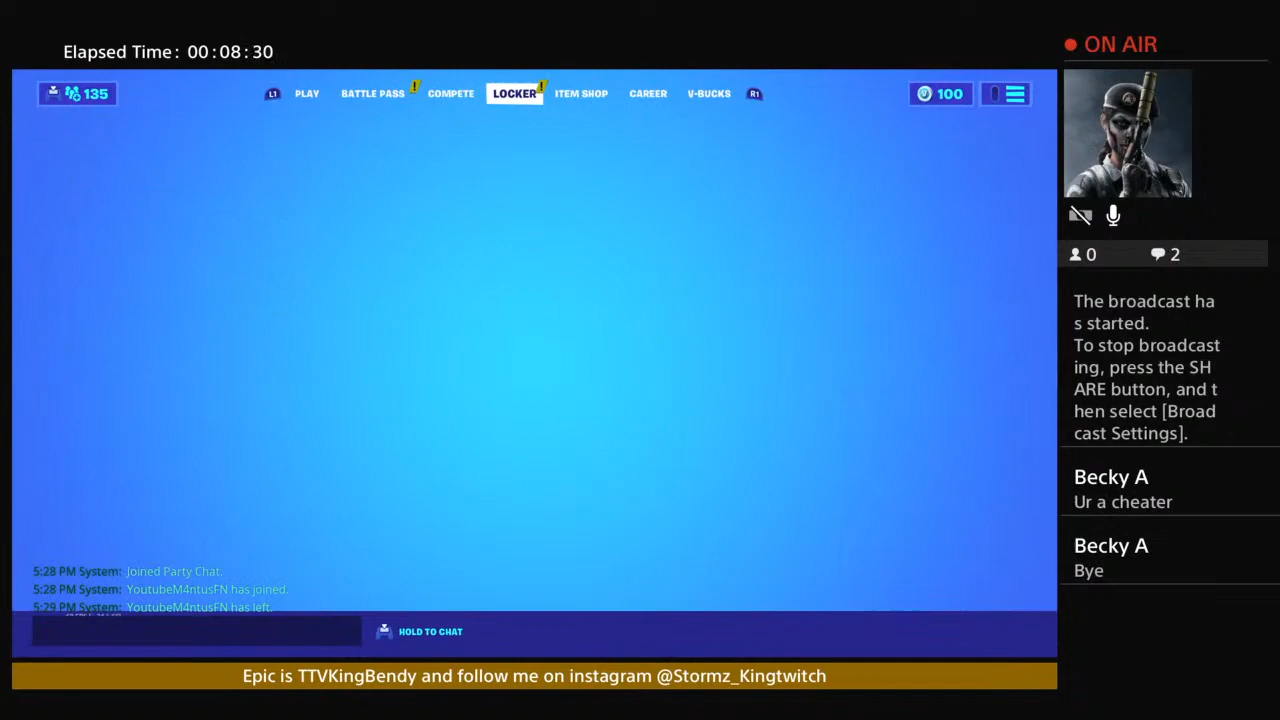 Elapsed Time: 00:08:30
ON AIR
135
L1 PLAY BATTLE PASS ! COMPETE LOCKER ! ITEM SHOP CAREER V-BUCKS R1
100
0 2
The broadcast ha
s started.
To stop broadcast
ing, press the SH
ARE button, and t
hen select [Broad
cast Settings].
Becky A
Ur a cheater
Becky A
Bye
5:28 PM System: Joined Party Chat.
5:28 PM System: YoutubeM4ntusFN has joined.
5:29 PM System: YoutubeM4ntusFN has left.
HOLD TO CHAT
Epic is TTVKingBendy and follow me on instagram @Stormz_Kingtwitch